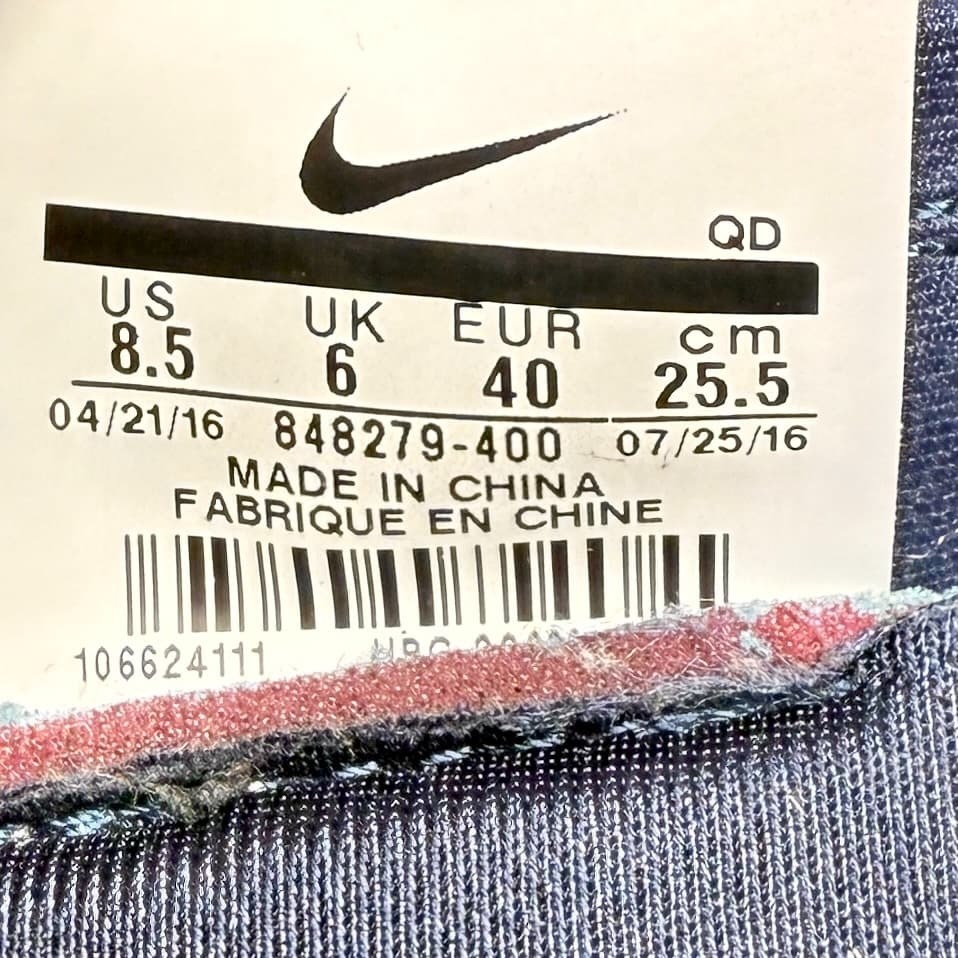 QD
US UK EUR cm
8.5 6 40 25.5
04/21/16 848279-400 07/25/16
MADE IN CHINA
FABRIQUE EN CHINE
106624111